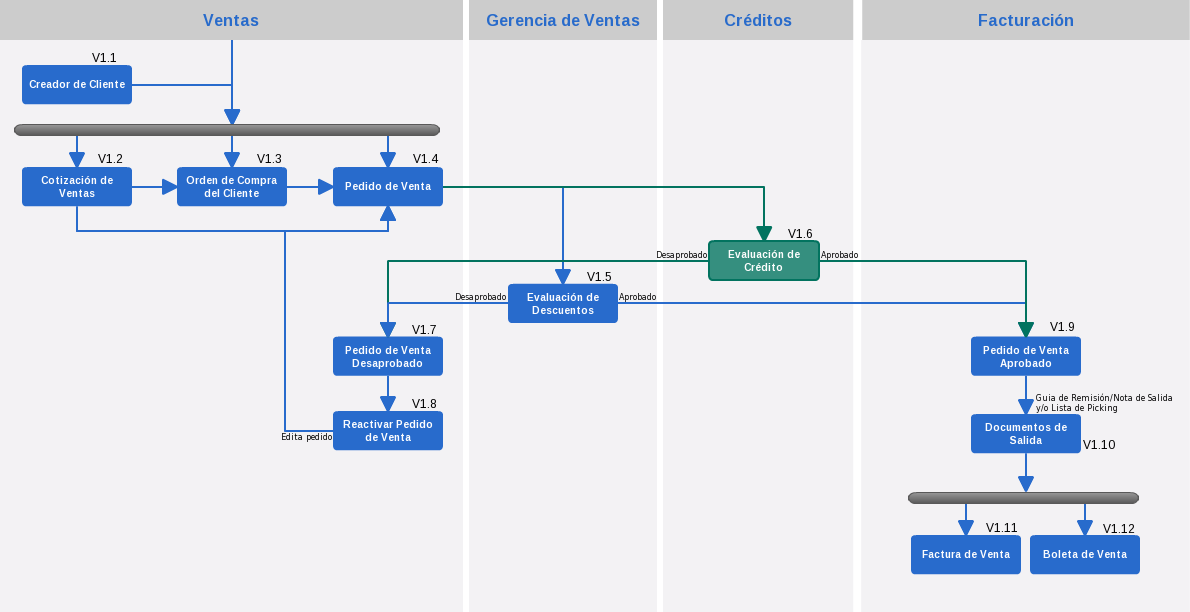 Ventas
Gerencia de Ventas
Créditos
Facturación
V1.1
Creador de Cliente
V1.2
Cotización de
Ventas
V1.3
Orden de Compra
del Cliente
V1.4
Pedido de Venta
V1.6
Desaprobado
Evaluación de
Crédito
Aprobado
V1.5
Desaprobado
Evaluación de
Descuentos
Aprobado
V1.7
Pedido de Venta
Desaprobado
V1.8
Reactivar Pedido
de Venta
Edita pedido
V1.9
Pedido de Venta
Aprobado
Guia de Remisión/Nota de Salida
y/o Lista de Picking
Documentos de
Salida
V1.10
V1.11
Factura de Venta
V1.12
Boleta de Venta